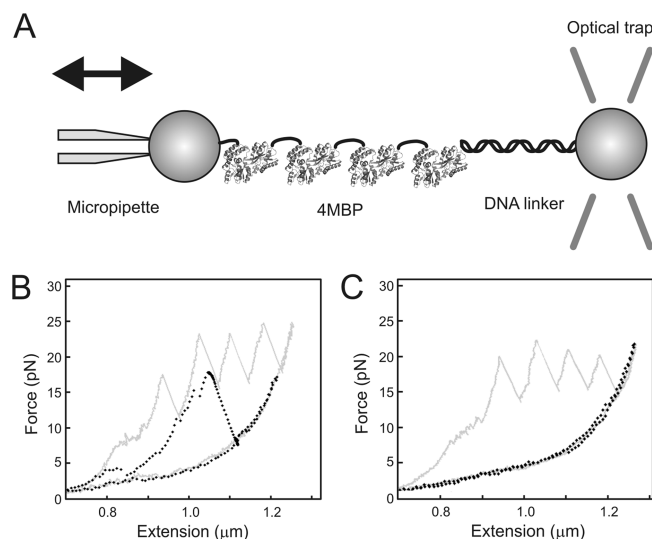 A
Optical trap
Micropipette
4MBP
DNA linker
B
C
30
25
20
15
10
5
0
Force (pN)
0.8
1.0
1.2
Extension (μm)
30
25
20
15
10
5
0
Force (pN)
0.8
1.0
1.2
Extension (μm)